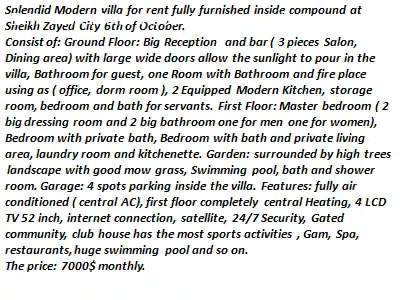 Splendid Modern villa for rent fully furnished inside compound at
Sheikh Zayed City 6th of October.
Consist of: Ground Floor: Big Reception and bar ( 3 pieces Salon,
Dining area) with large wide doors allow the sunlight to pour in the
villa, Bathroom for guest, one Room with Bathroom and fire place
using as ( office, dorm room ), 2 Equipped Modern Kitchen, storage
room, bedroom and bath for servants. First Floor: Master bedroom ( 2
big dressing room and 2 big bathroom one for men one for women),
Bedroom with private bath, Bedroom with bath and private living
area, laundry room and kitchenette. Garden: surrounded by high trees
landscape with good mow grass, Swimming pool, bath and shower
room. Garage: 4 spots parking inside the villa. Features: fully air
conditioned ( central AC), first floor completely central Heating, 4 LCD
TV 52 inch, internet connection, satellite, 24/7 Security, Gated
community, club house has the most sports activities , Gam, Spa,
restaurants, huge swimming pool and so on.
The price: 7000$ monthly.